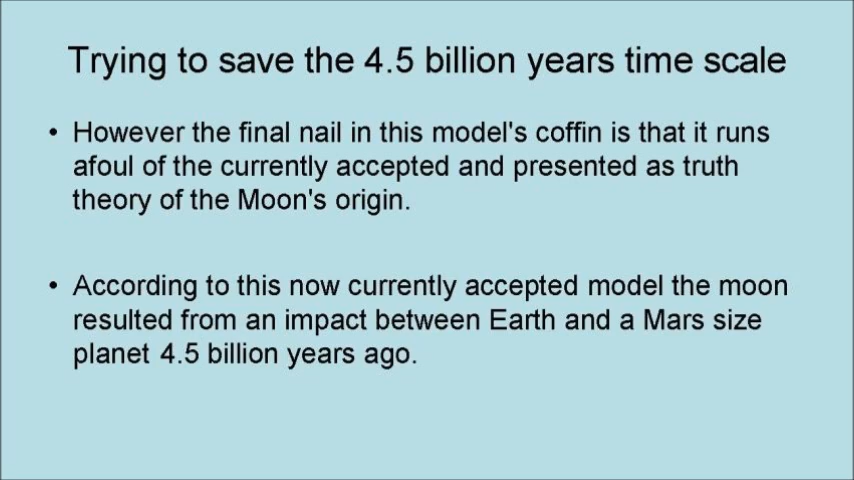 Trying to save the 4.5 billion years time scale
• However the final nail in this model's coffin is that it runs
afoul of the currently accepted and presented as truth
theory of the Moon's origin.
• According to this now currently accepted model the moon
resulted from an impact between Earth and a Mars size
planet 4.5 billion years ago.